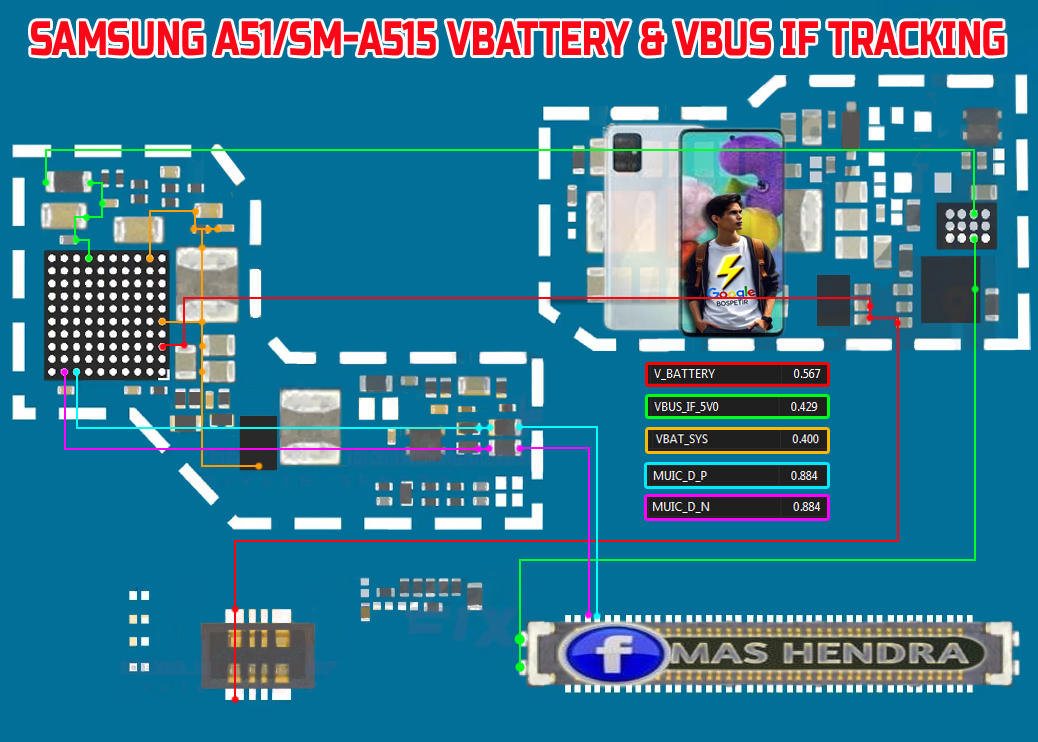 SAMSUNG A51/SM-A515 VBATTERY & VBUS IF TRACKING
Google
BOSPETIR
V_BATTERY 0.567
VBUS_IF_5V0 0.429
VBAT_SYS 0.400
MUIC_D_P 0.884
MUIC_D_N 0.884
f MAS HENDRA